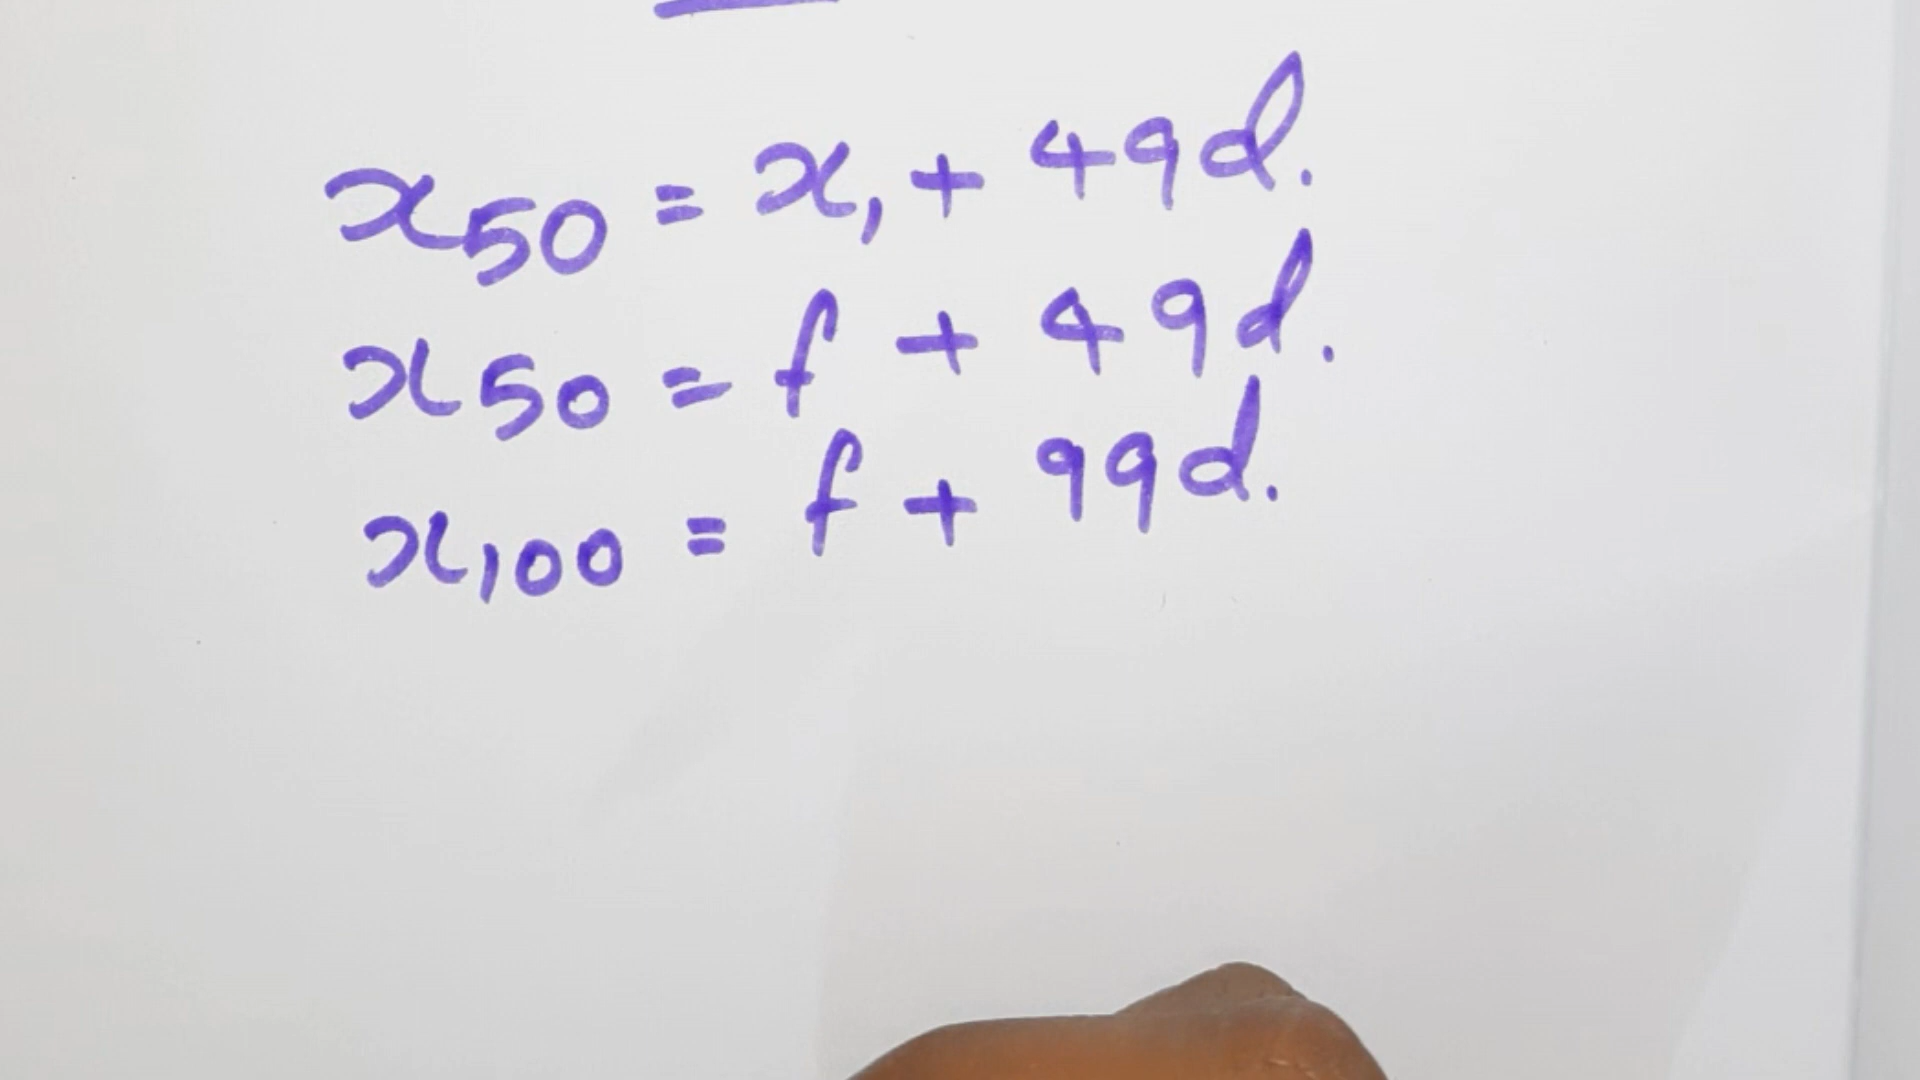 x₅₀ = x₁ + 49d.
x₅₀ = f + 49d.
x₁₀₀ = f + 99d.